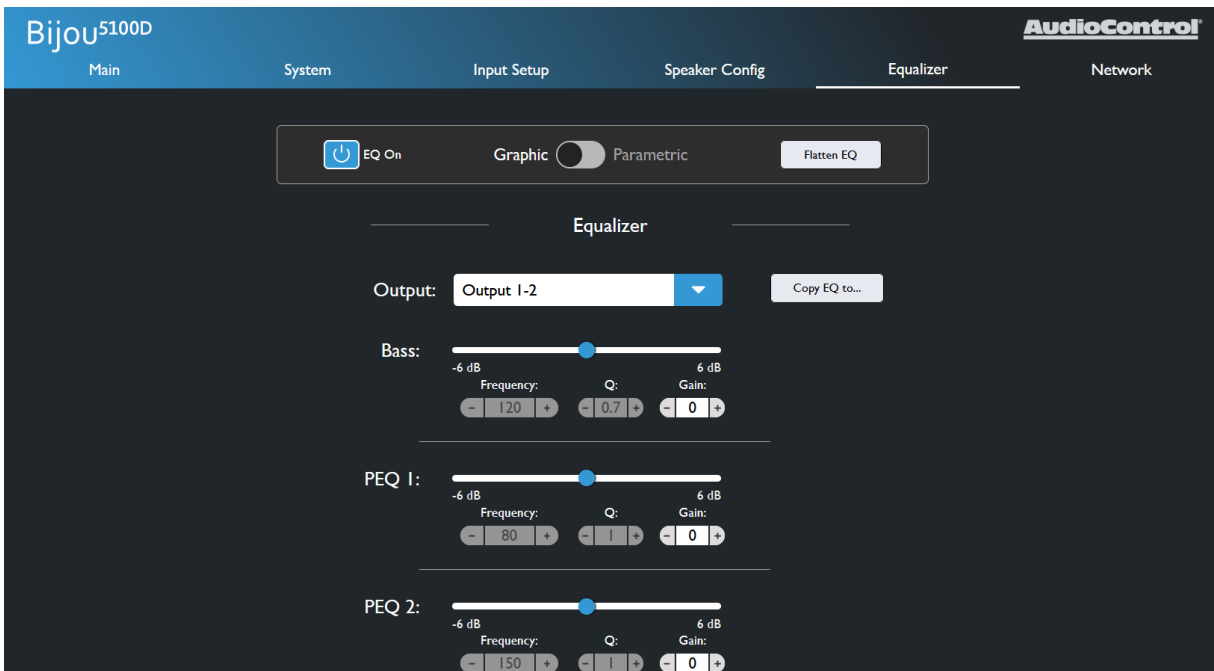 Bijou5100D
AudioControl®
Main System Input Setup Speaker Config Equalizer Network
EQ On Graphic Parametric Flatten EQ
Equalizer
Output: Output 1-2 Copy EQ to...
Bass:
-6 dB 6 dB
Frequency: Q: Gain:
- 120 + - 0.7 + - 0 +
PEQ 1:
-6 dB 6 dB
Frequency: Q: Gain:
- 80 + - 1 + - 0 +
PEQ 2:
-6 dB 6 dB
Frequency: Q: Gain:
- 150 + - 1 + - 0 +